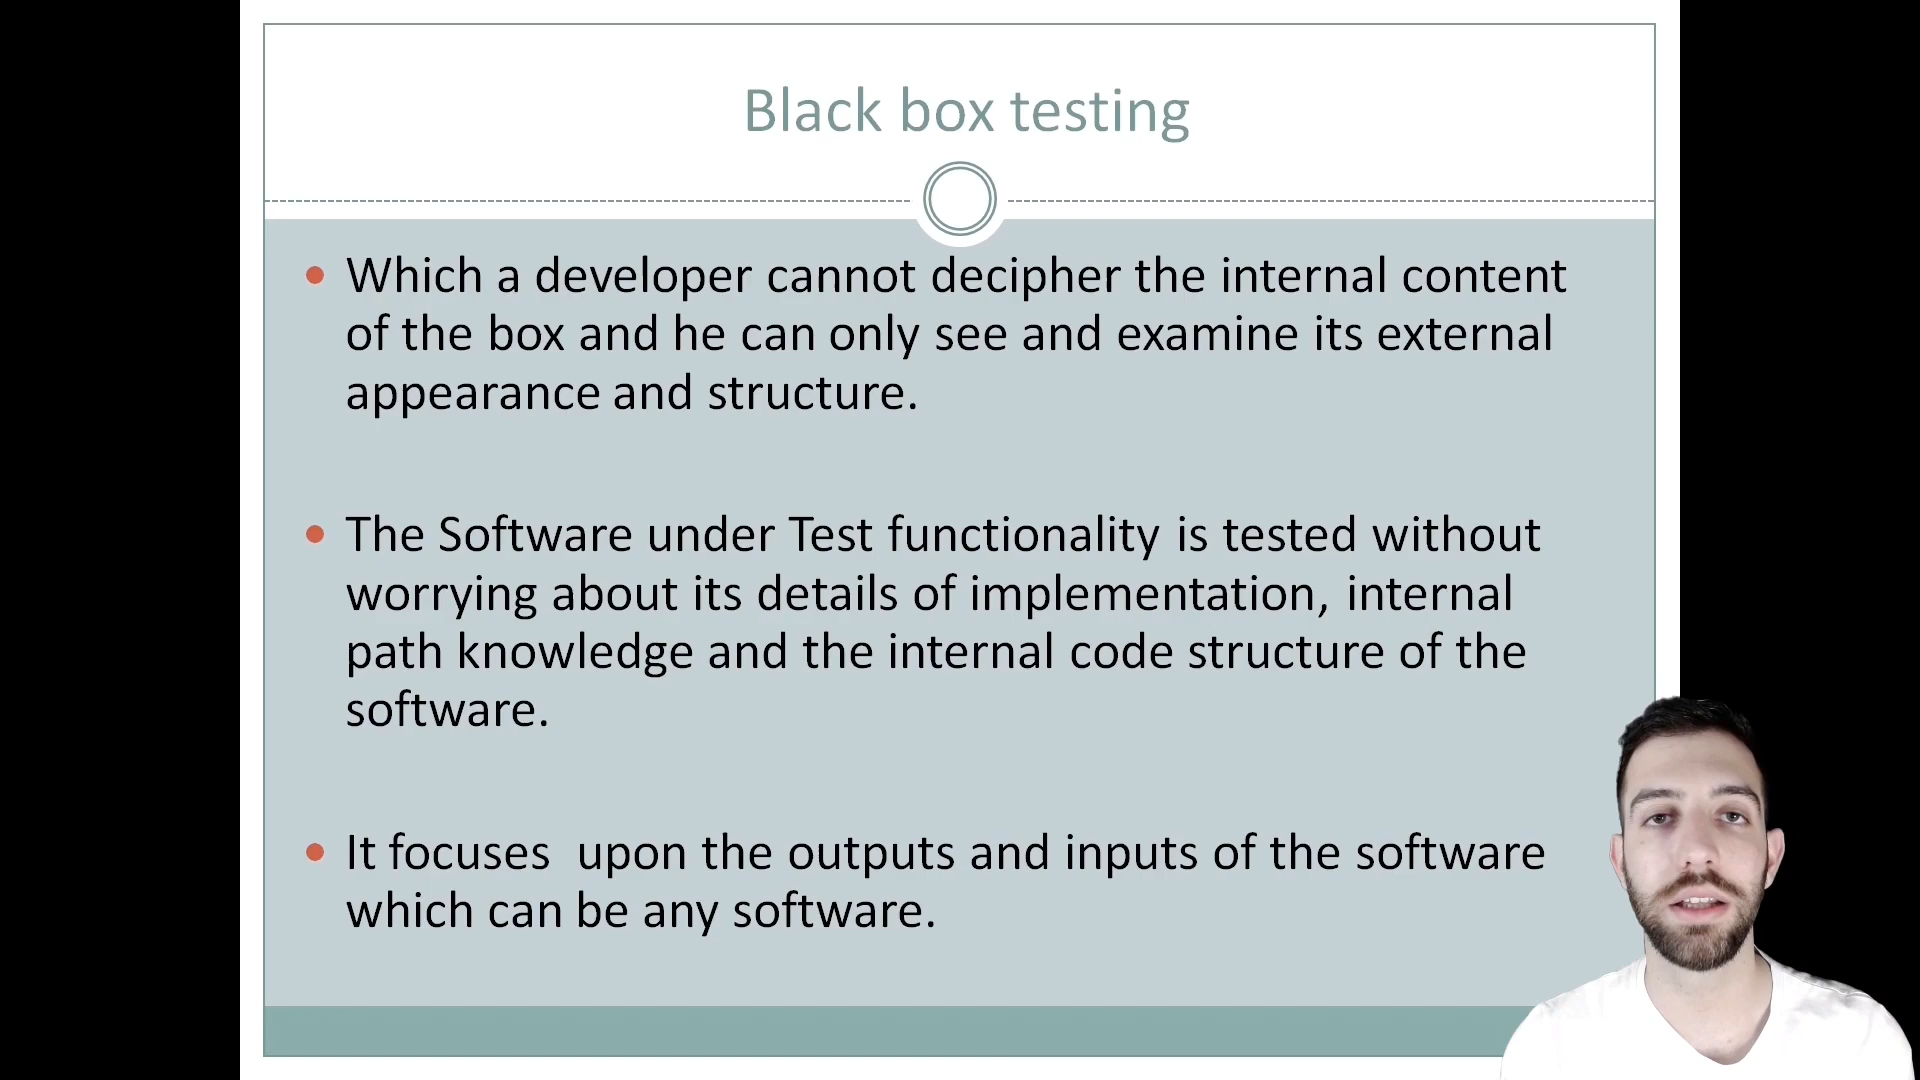 Black box testing
Which a developer cannot decipher the internal content
of the box and he can only see and examine its external
appearance and structure.
The Software under Test functionality is tested without
worrying about its details of implementation, internal
path knowledge and the internal code structure of the
software.
It focuses  upon the outputs and inputs of the software
which can be any software.